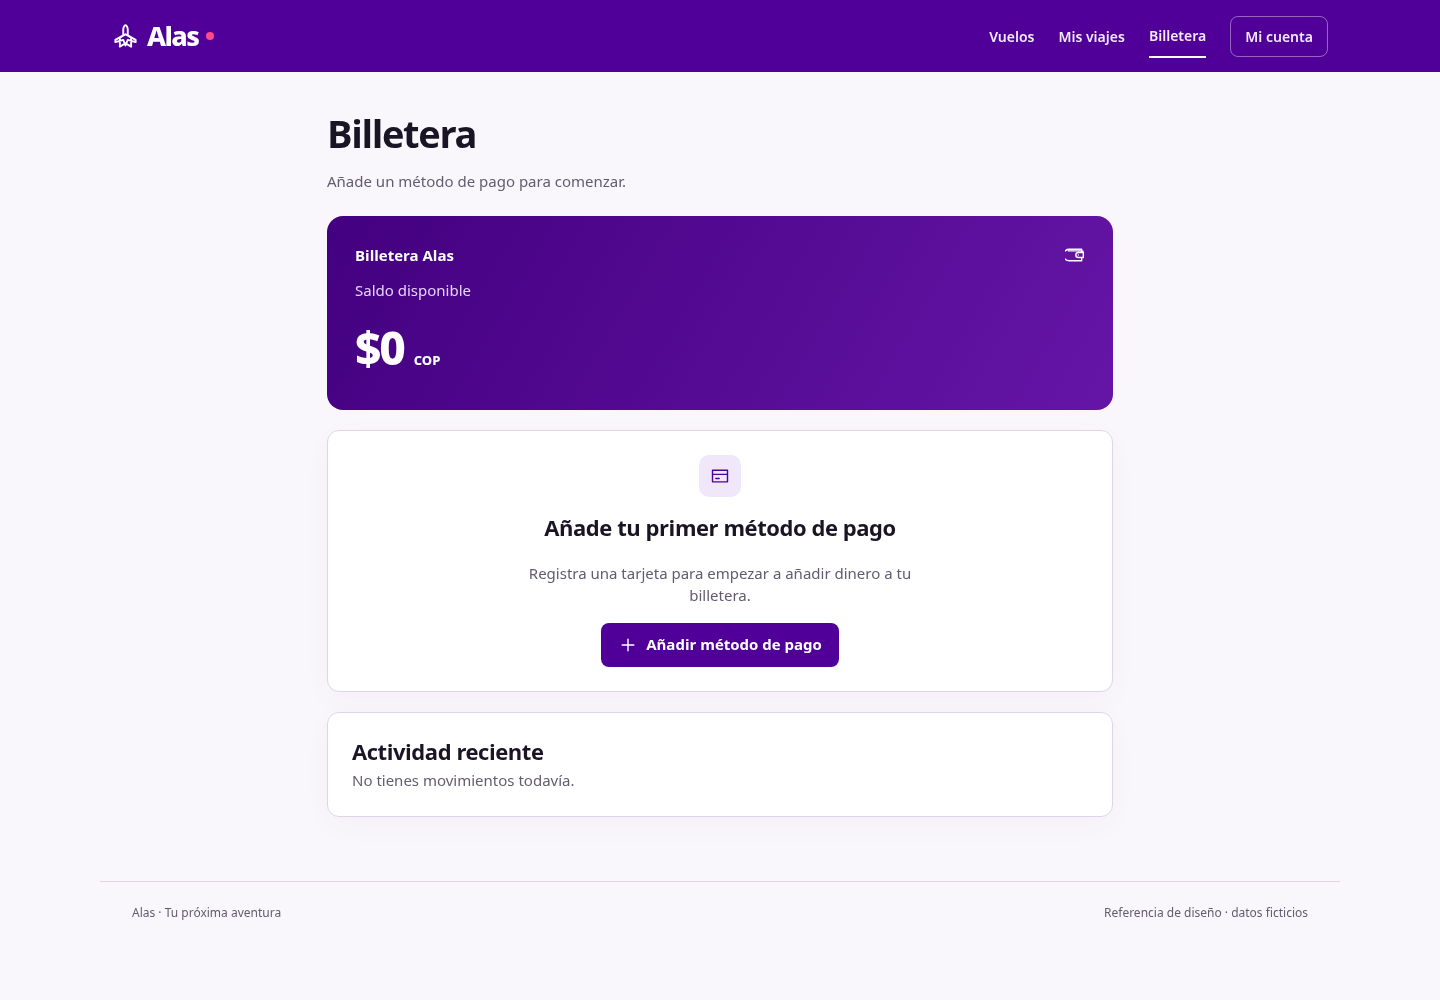 Alas
Vuelos
Mis viajes
Billetera
Mi cuenta
Billetera
Añade un método de pago para comenzar.
Billetera Alas
Saldo disponible
$0 COP
Añade tu primer método de pago
Registra una tarjeta para empezar a añadir dinero a tu
billetera.
Añadir método de pago
Actividad reciente
No tienes movimientos todavía.
Alas · Tu próxima aventura
Referencia de diseño · datos ficticios